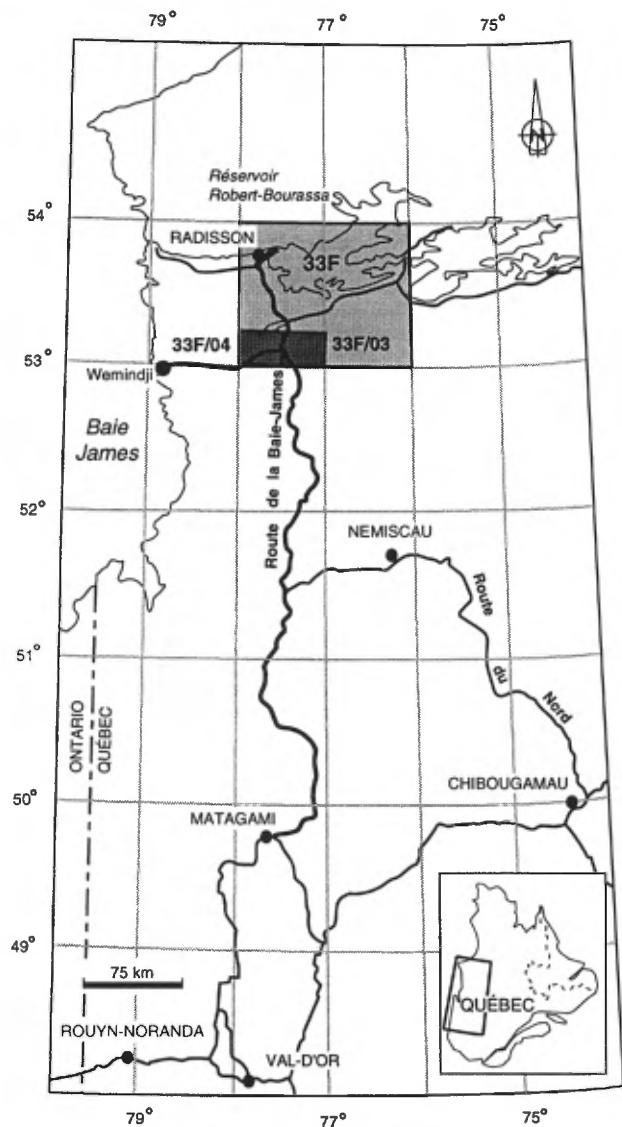 79°
77°
75°
N
Réservoir
Robert-Bourassa
54°
RADISSON
33F
33F/04
33F/03
53°
Wemindji
Baie
James
Route de la Baie-James
52°
NEMISCAU
Route
du
Nord
51°
ONTARIO
QUÉBEC
CHIBOUGAMAU
50°
MATAGAMI
49°
75 km
QUÉBEC
ROUYN-NORANDA
VAL-D'OR
79°
77°
75°